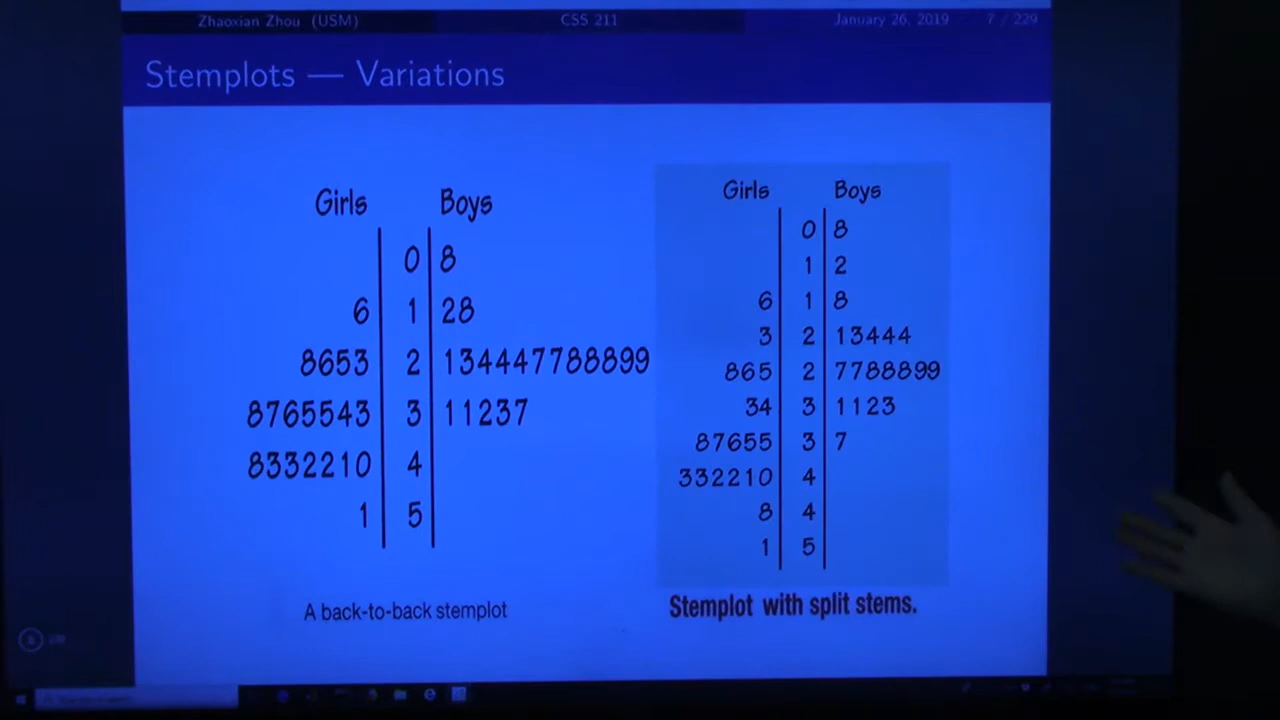 Zhaoxian Zhou (USM) CSS 211 January 26, 2019 7 / 229
Stemplots — Variations
Girls Boys
0 8
6 1 28
8653 2 134447788899
8765543 3 11237
8332210 4
1 5
A back-to-back stemplot
Girls Boys
0 8
1 2
6 1 8
3 2 13444
865 2 7788899
34 3 1123
87655 3 7
332210 4
8 4
1 5
Stemplot with split stems.